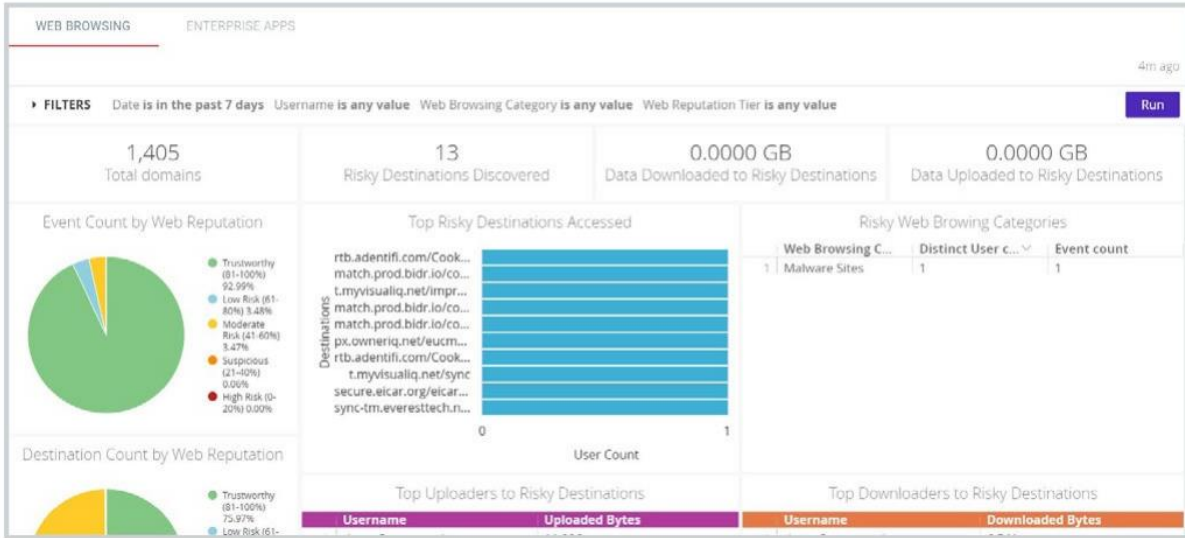 WEB BROWSING ENTERPRISE APPS
4m ago
FILTERS Date is in the past 7 days Username is any value Web Browsing Category is any value Web Reputation Tier is any value Run
1,405
Total domains
13
Risky Destinations Discovered
0.0000 GB
Data Downloaded to Risky Destinations
0.0000 GB
Data Uploaded to Risky Destinations
Event Count by Web Reputation
Trustworthy
(81-100%)
92.99%
Low Risk (61-
80%) 3.48%
Moderate
Risk (41-60%)
3.47%
Suspicious
(21-40%)
0.06%
High Risk (0-
20%) 0.00%
Top Risky Destinations Accessed
Destinations
rtb.adentifi.com/Cook...
match.prod.bidr.io/co...
t.myvisualiq.net/impr...
match.prod.bidr.io/co...
match.prod.bidr.io/co...
px.owneriq.net/eucm...
rtb.adentifi.com/Cook...
t.myvisualiq.net/sync
secure.eicar.org/eicar...
sync-tm.everesttech.n...
0 1
User Count
Risky Web Browing Categories
Web Browsing C... Distinct User c... Event count
1 Malware Sites 1 1
Destination Count by Web Reputation
Trustworthy
(81-100%)
75.97%
Low Risk (61-
Top Uploaders to Risky Destinations
Username Uploaded Bytes
Top Downloaders to Risky Destinations
Username Downloaded Bytes